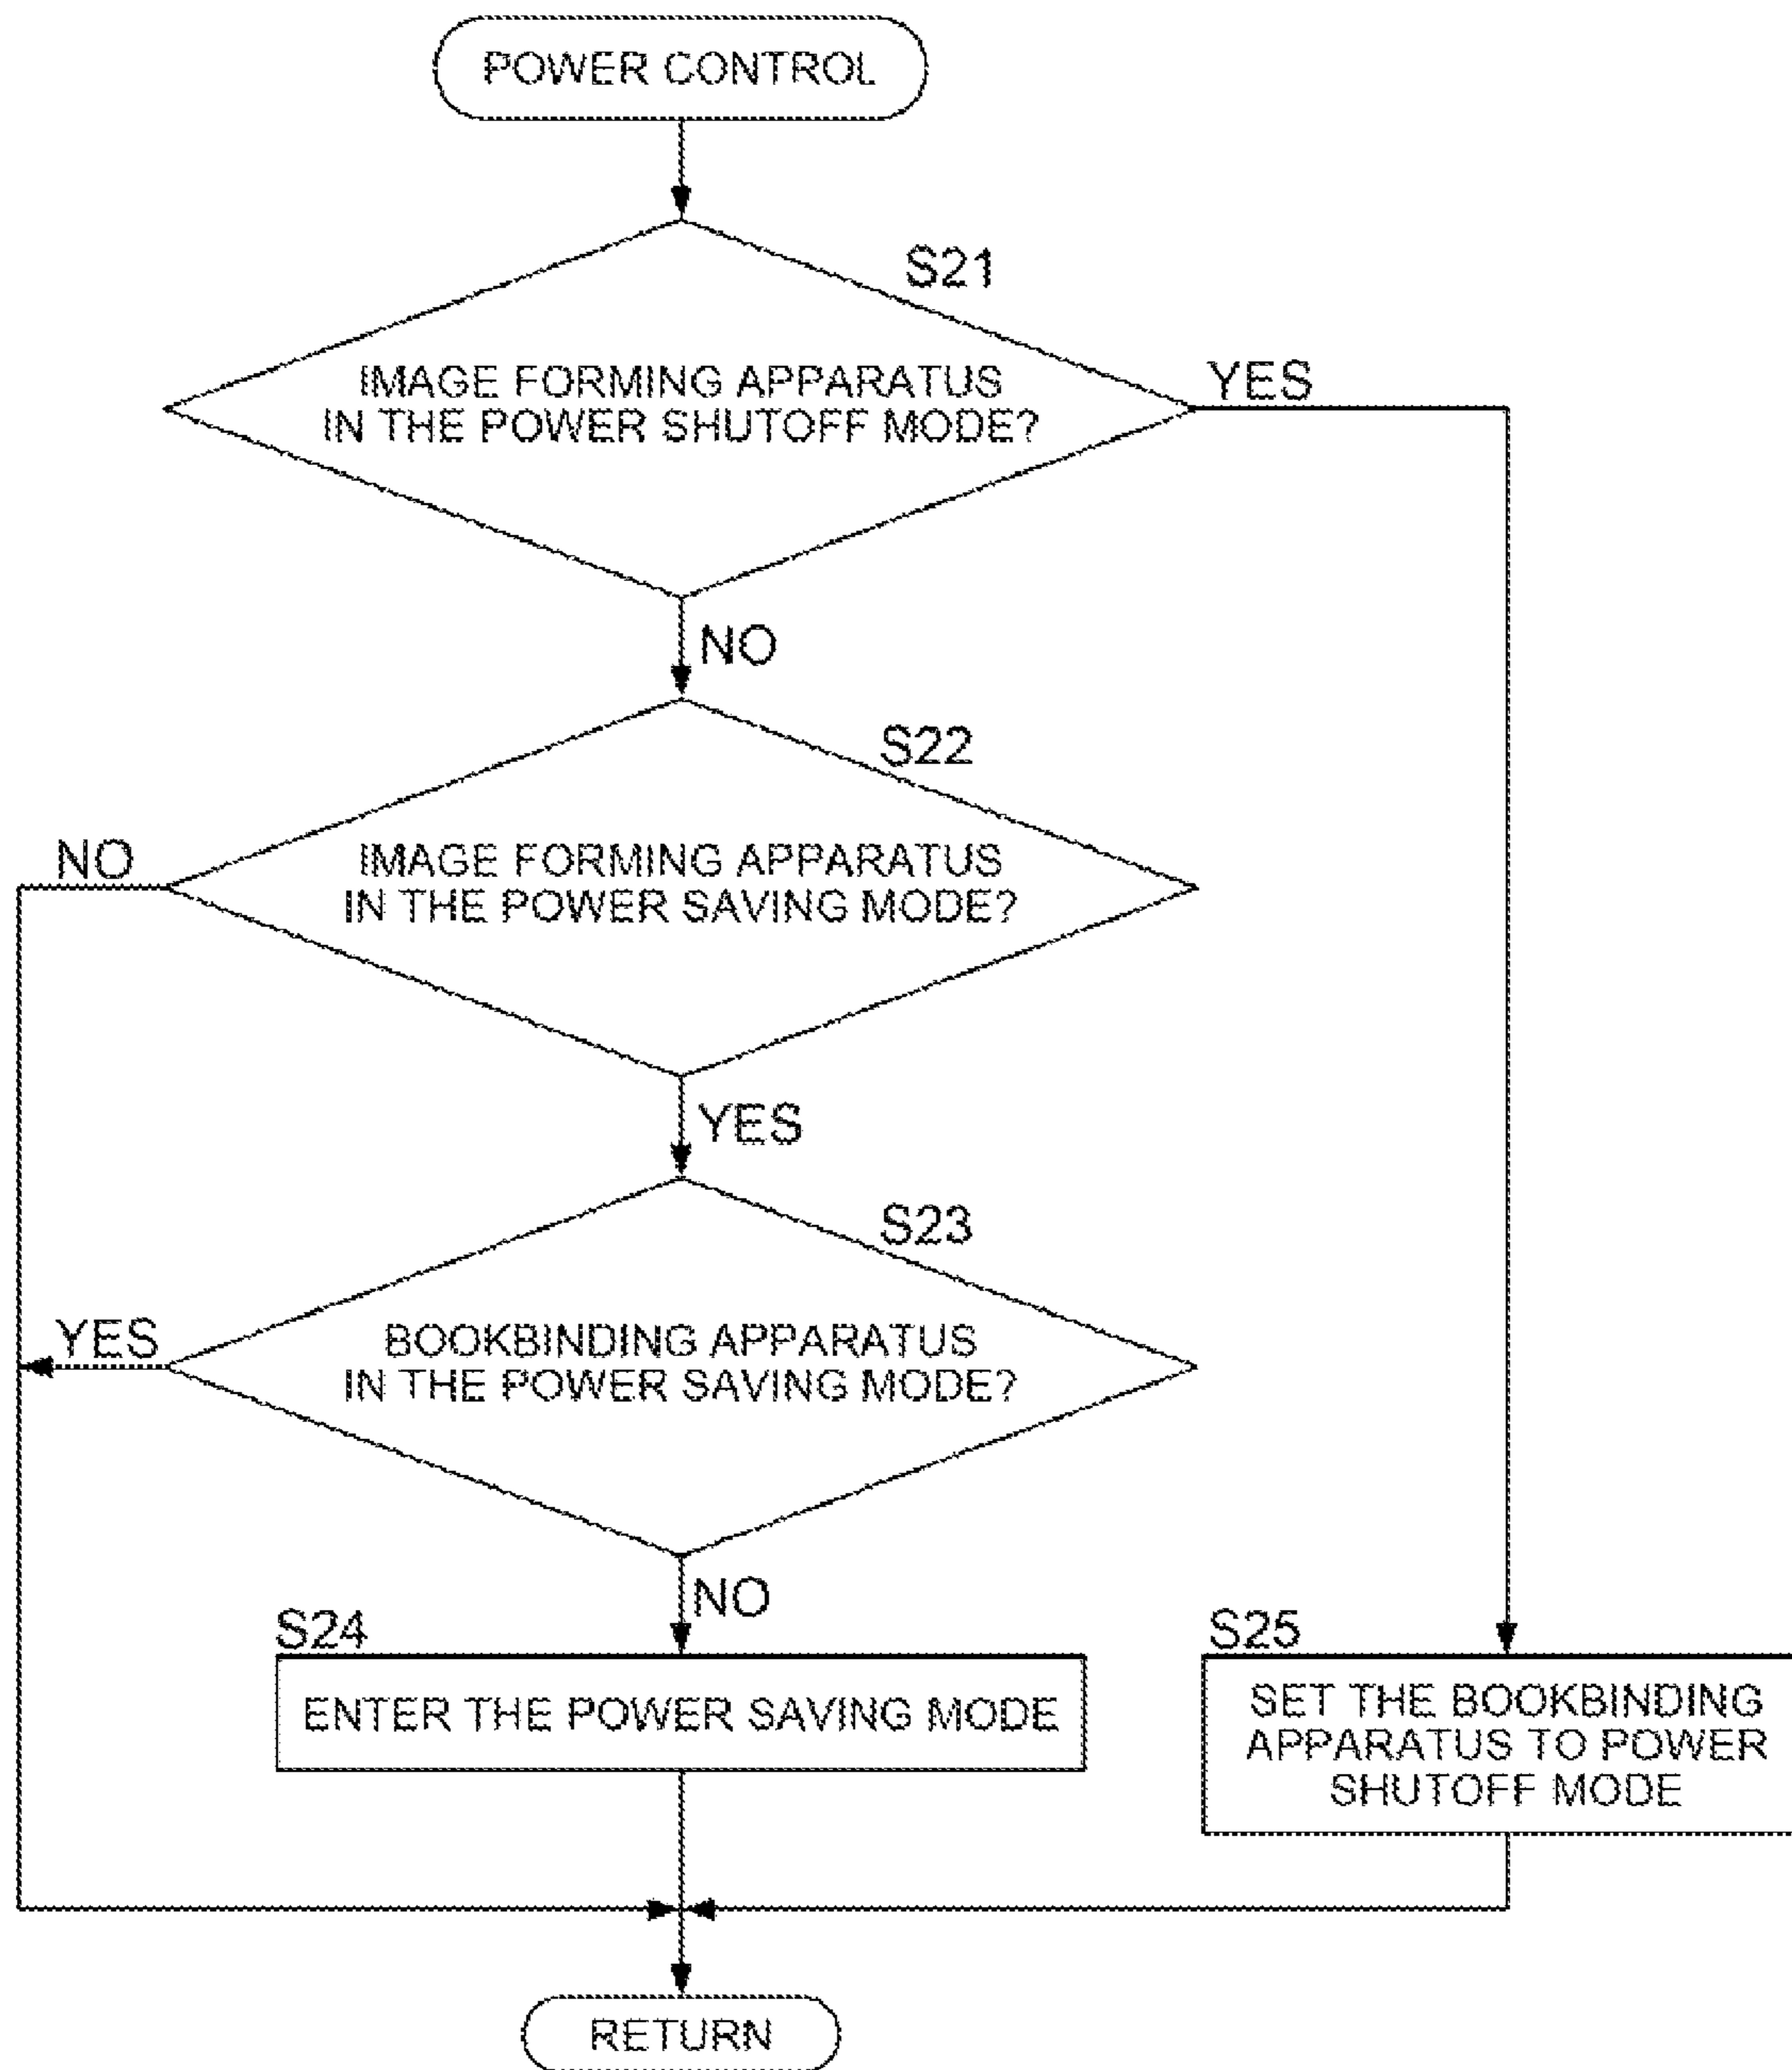 POWER CONTROL
S21
IMAGE FORMING APPARATUS
IN THE POWER SHUTOFF MODE?
YES
NO
S22
IMAGE FORMING APPARATUS
IN THE POWER SAVING MODE?
NO
YES
S23
BOOKBINDING APPARATUS
IN THE POWER SAVING MODE?
YES
NO
S24
ENTER THE POWER SAVING MODE
S25
SET THE BOOKBINDING
APPARATUS TO POWER
SHUTOFF MODE
RETURN